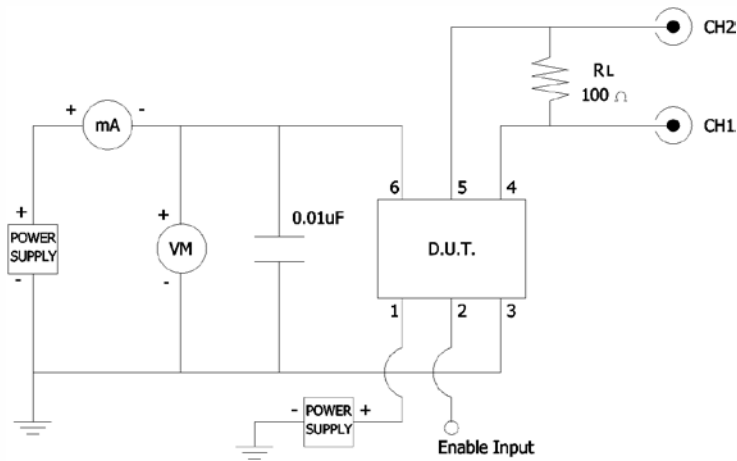 CH2
RL
100 Ω
CH1
+ mA -
6 5 4
+
POWER
SUPPLY
-
+
VM
-
0.01uF
D.U.T.
1 2 3
- POWER
SUPPLY +
Enable Input